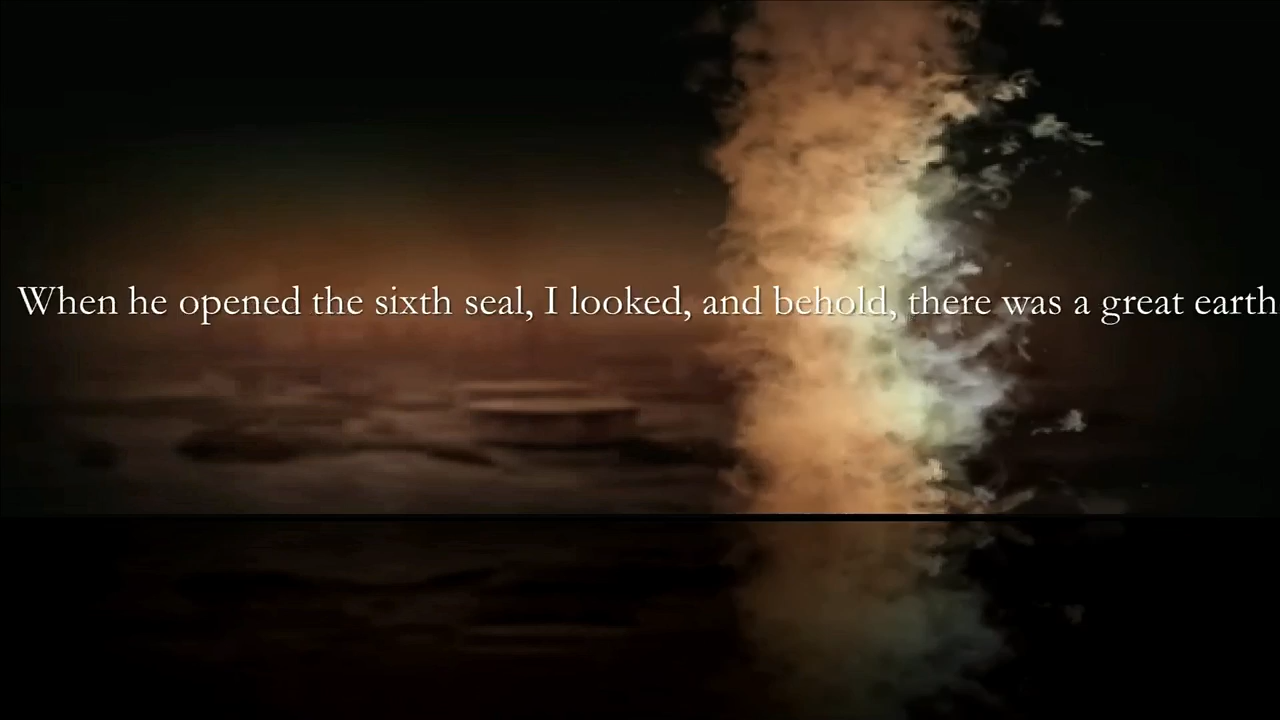 When he opened the sixth seal, I looked, and behold, there was a great earth